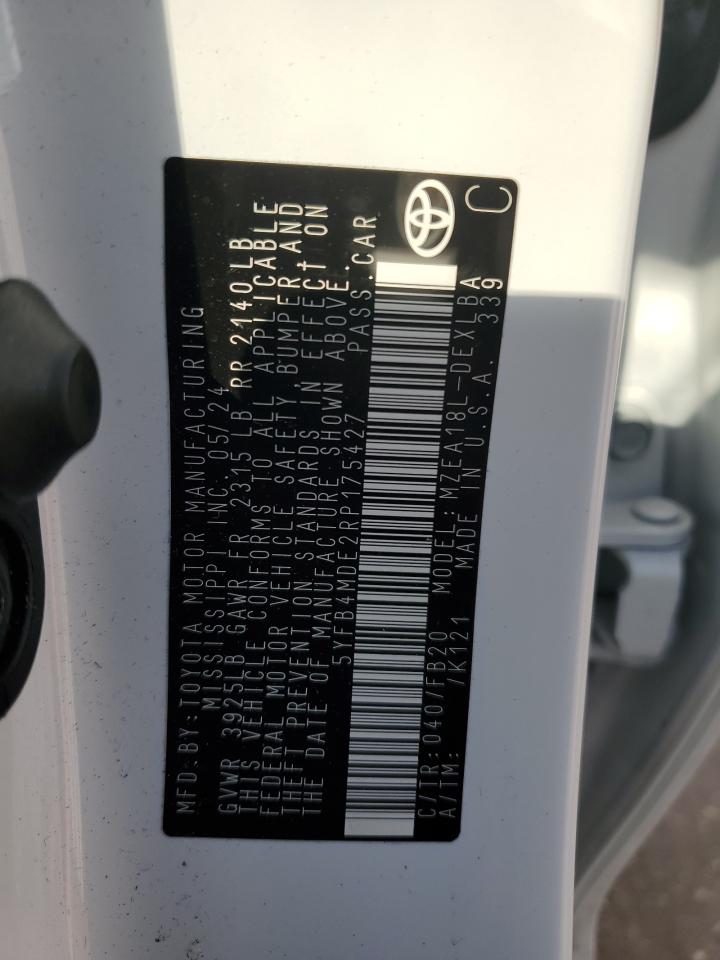 MFD.BY:TOYOTA MOTOR MANUFACTURING
MISSISSIPPI INC. 05/24
GVWR 3925LB GAWR FR 2315 LB RR 2140LB
THIS VEHICLE CONFORMS TO ALL APPLICABLE
FEDERAL MOTOR VEHICLE SAFETY, BUMPER, AND
THEFT PREVENTION STANDARDS IN EFFECT ON
THE DATE OF MANUFACTURE SHOWN ABOVE.
5YFB4MDE2RP175427 PASS.CAR
C/TR: 040/FB20 MODEL: MZEA18L-DEXLBA
A/TM: /K121 MADE IN U.S.A. 339
C